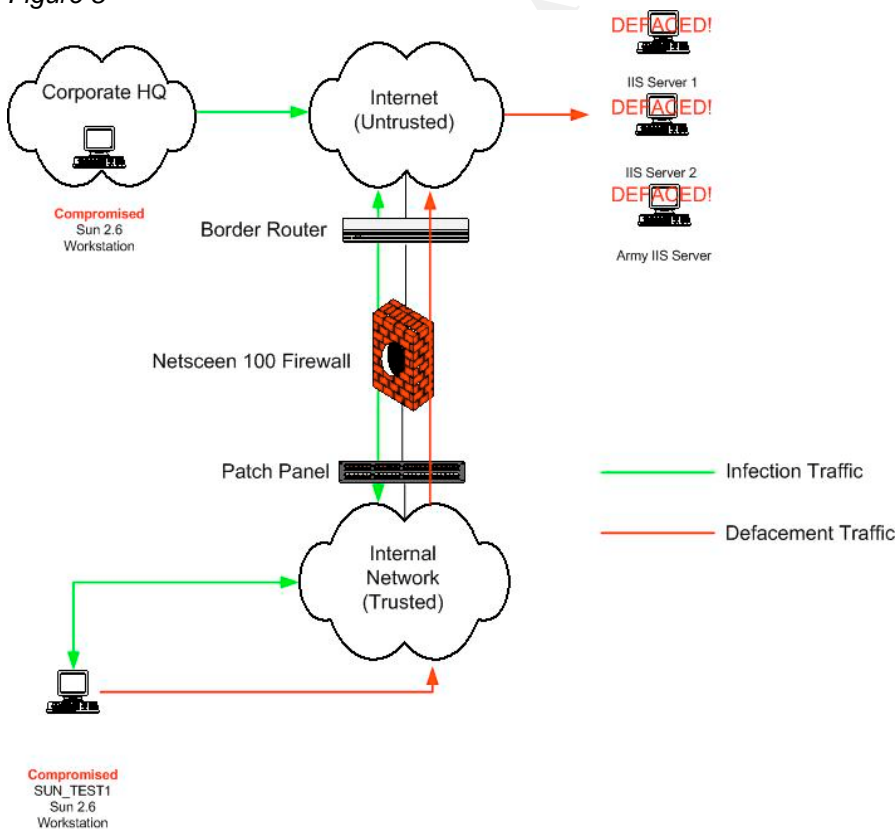 Figure
DEFACED!
IIS Server 1
DEFACED!
IIS Server 2
DEFACED!
Army IIS Server
Corporate HQ
Internet
(Untrusted)
Compromised
Sun 2.6
Workstation
Border Router
Netsceen 100 Firewall
Patch Panel
Infection Traffic
Defacement Traffic
Internal
Network
(Trusted)
Compromised
SUN_TEST1
Sun 2.6
Workstation